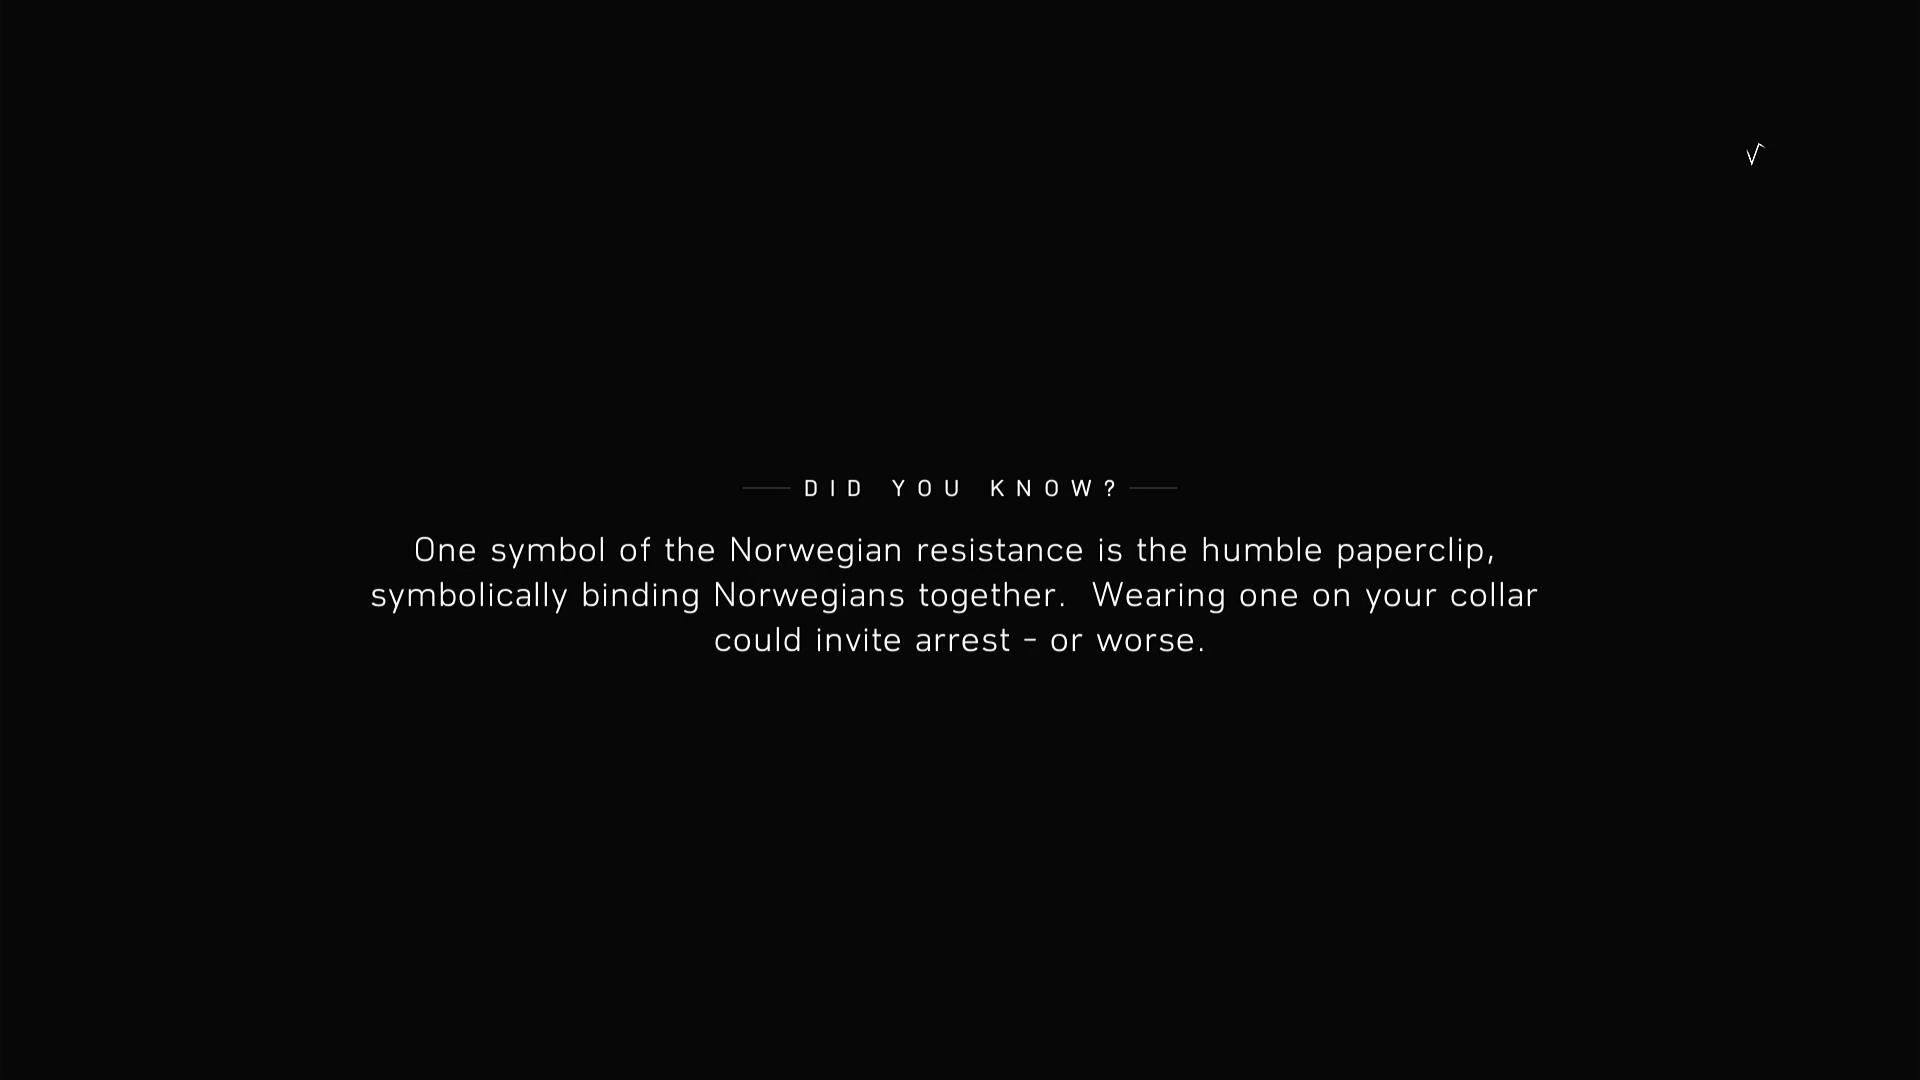 DID YOU KNOW?
One symbol of the Norwegian resistance is the humble paperclip,
symbolically binding Norwegians together.  Wearing one on your collar
could invite arrest – or worse.